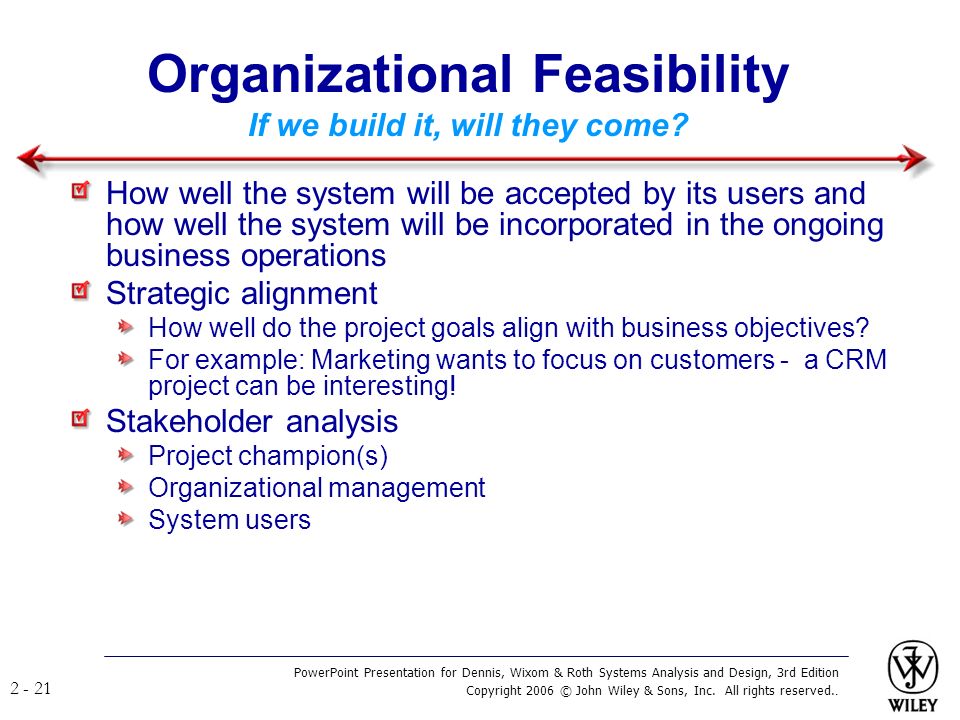 Organizational Feasibility
If we build it, will they come?
How well the system will be accepted by its users and
how well the system will be incorporated in the ongoing
business operations
Strategic alignment
How well do the project goals align with business objectives?
For example: Marketing wants to focus on customers - a CRM
project can be interesting!
Stakeholder analysis
Project champion(s)
Organizational management
System users
PowerPoint Presentation for Dennis, Wixom & Roth Systems Analysis and Design, 3rd Edition
Copyright 2006 © John Wiley & Sons, Inc. All rights reserved..
2 - 21
WILEY